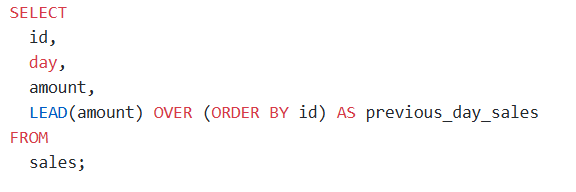 SELECT
  id,
  day,
  amount,
  LEAD(amount) OVER (ORDER BY id) AS previous_day_sales
FROM
  sales;